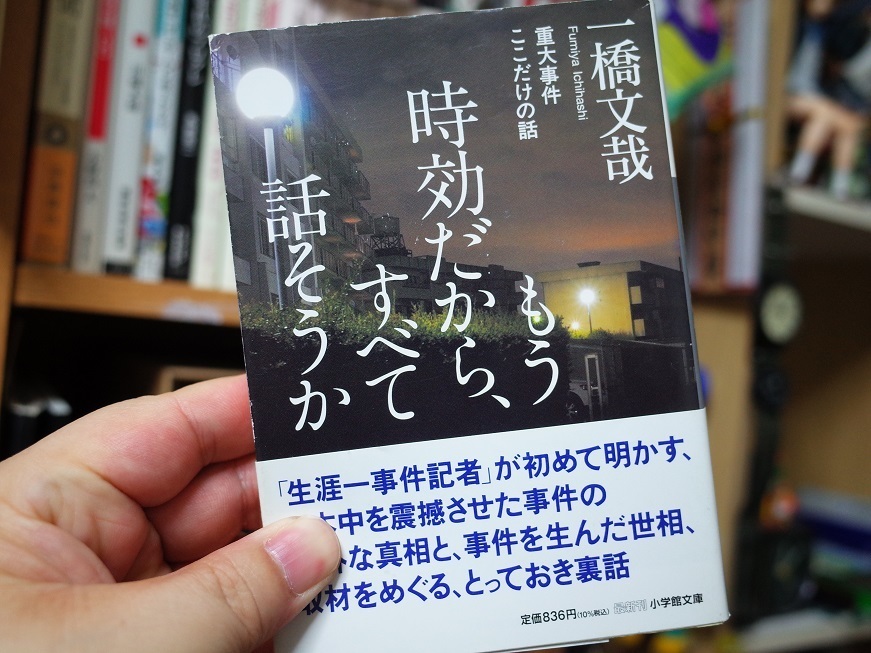 一橋文哉
Fumiya Ichihashi
重大事件
ここだけの話
もう
時効だから、
すべて
話そうか
「生涯一事件記者」が初めて明かす、
中を震撼させた事件の
な真相と、事件を生んだ世相、
取材をめぐる、とっておき裏話
定価836円(10%税込) 最新刊 小学館文庫